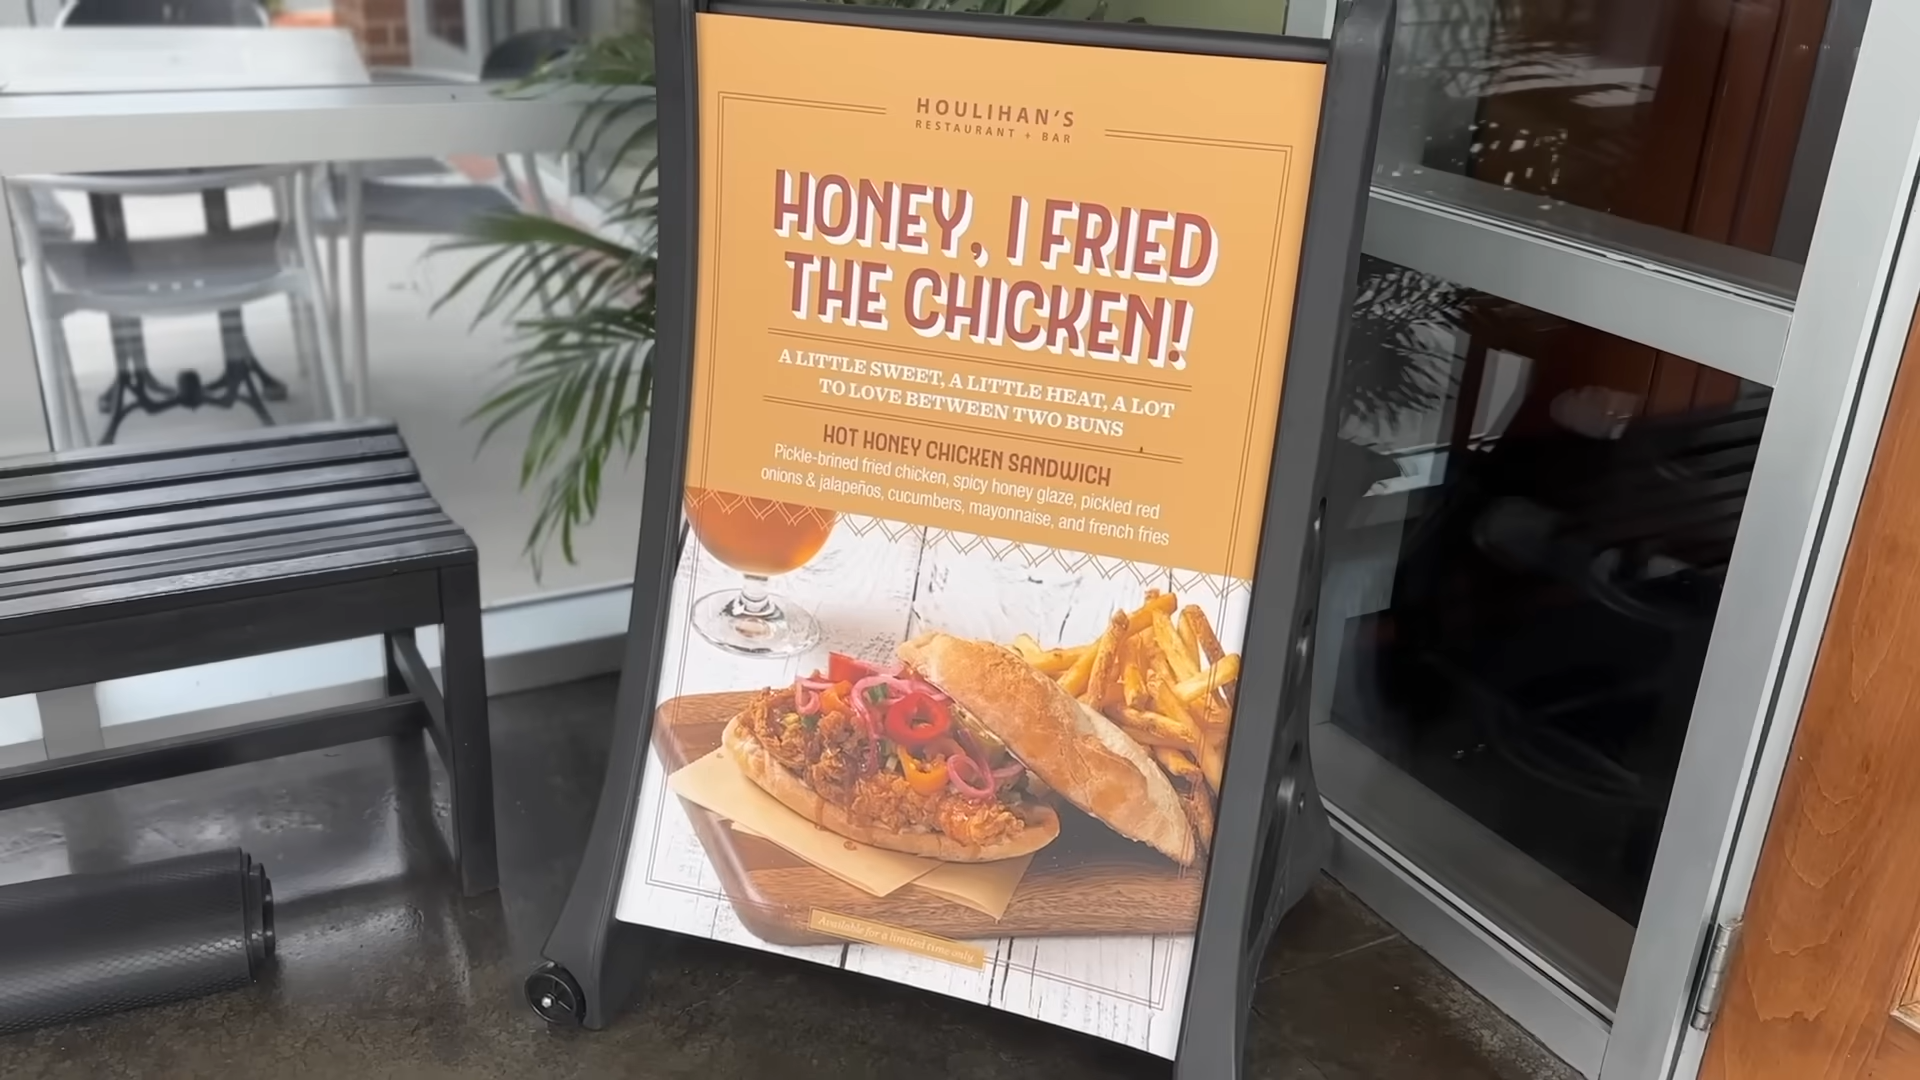 HOULIHAN'S
RESTAURANT + BAR
HONEY, I FRIED
THE CHICKEN!
A LITTLE SWEET, A LITTLE HEAT, A LOT
TO LOVE BETWEEN TWO BUNS
HOT HONEY CHICKEN SANDWICH
Pickle-brined fried chicken, spicy honey glaze, pickled red
onions & jalapeños, cucumbers, mayonnaise, and french fries
Available for a limited time only.